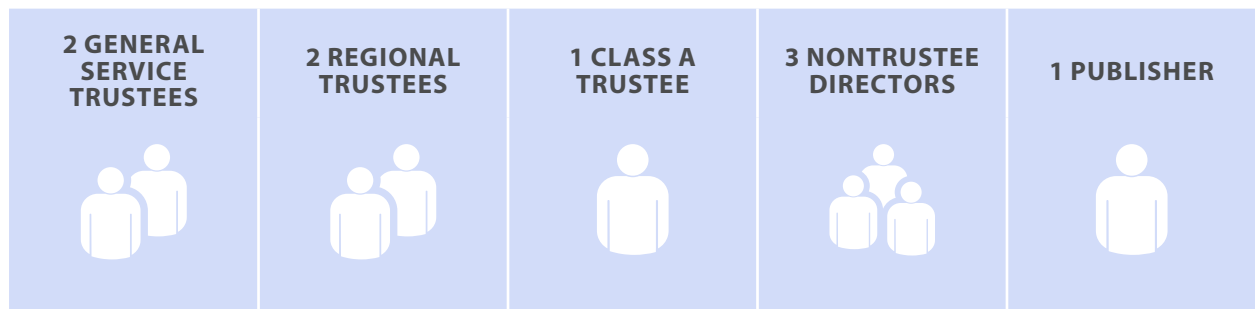 2 GENERAL
SERVICE
TRUSTEES
2 REGIONAL
TRUSTEES
1 CLASS A
TRUSTEE
3 NONTRUSTEE
DIRECTORS
1 PUBLISHER